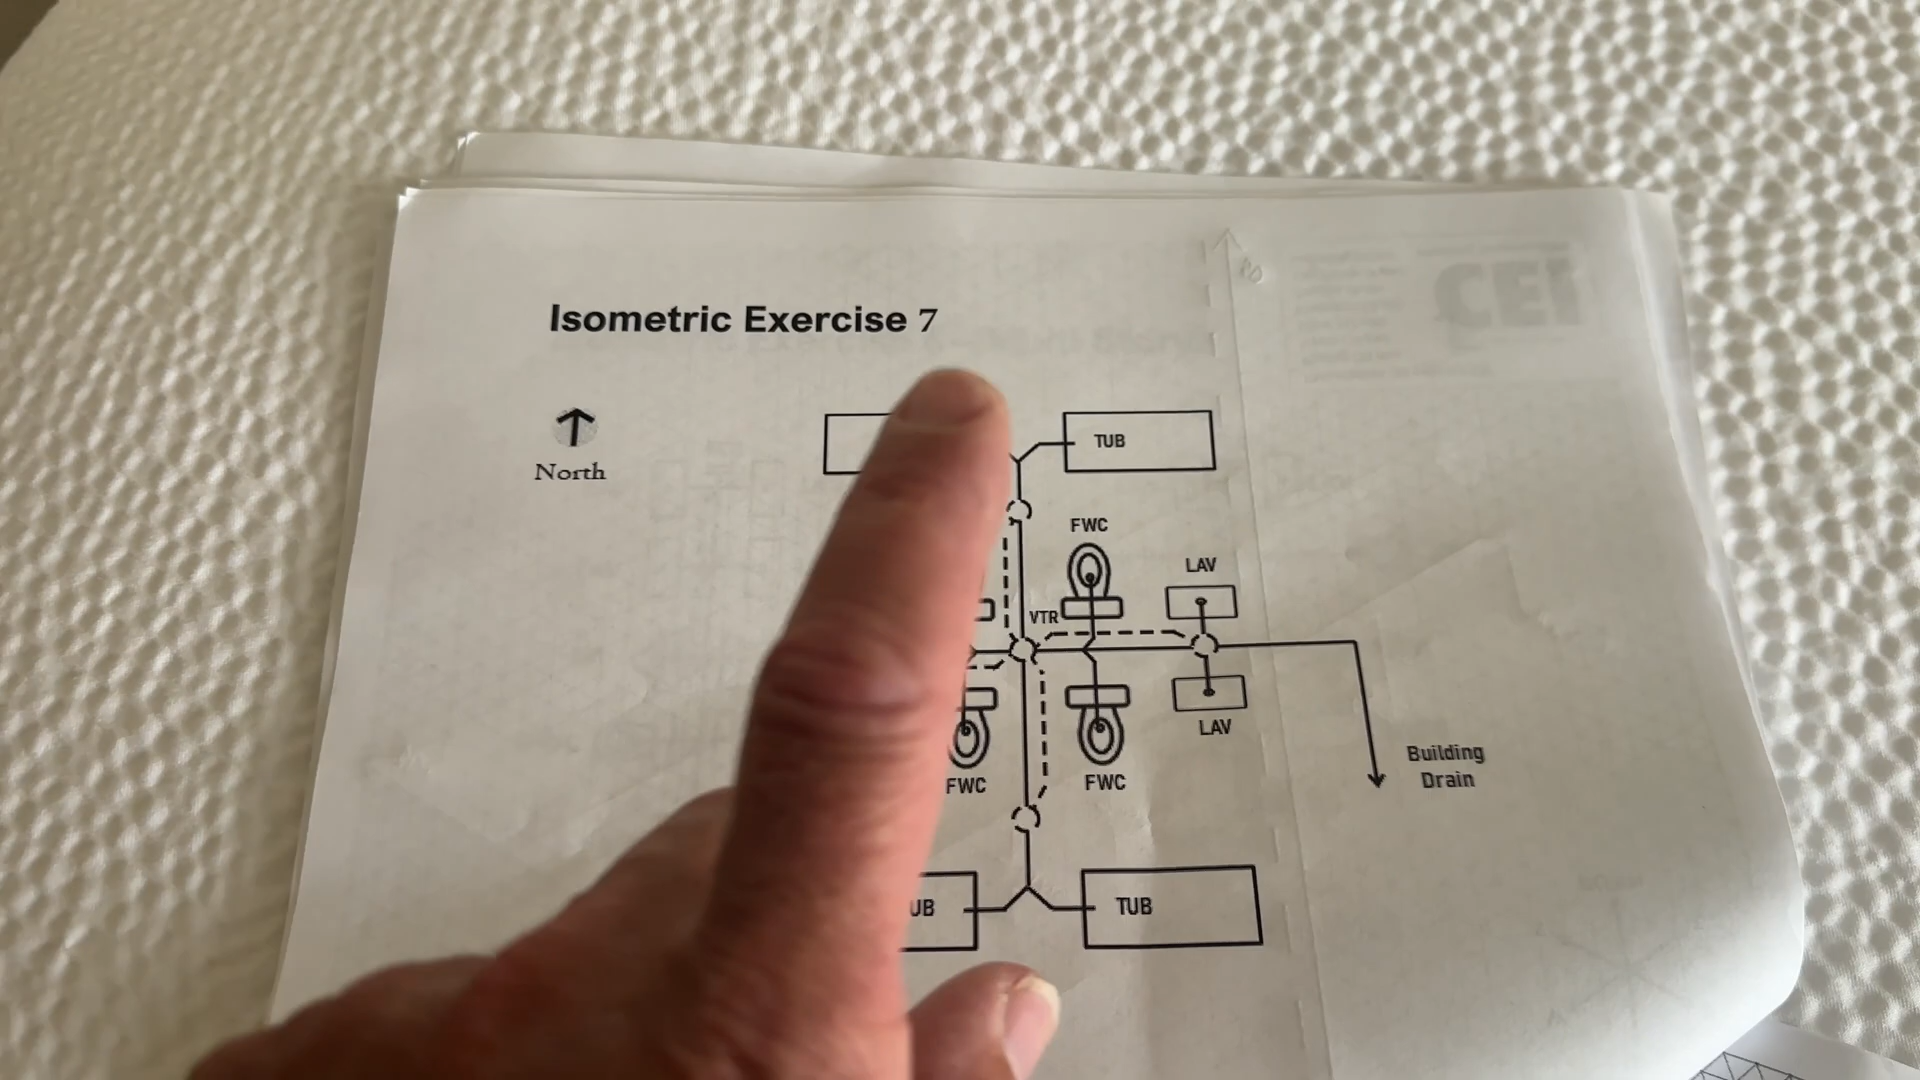 Isometric Exercise 7
North
TUB
FWC
LAV
VTR
LAV
FWC
FWC
Building
Drain
UB
TUB